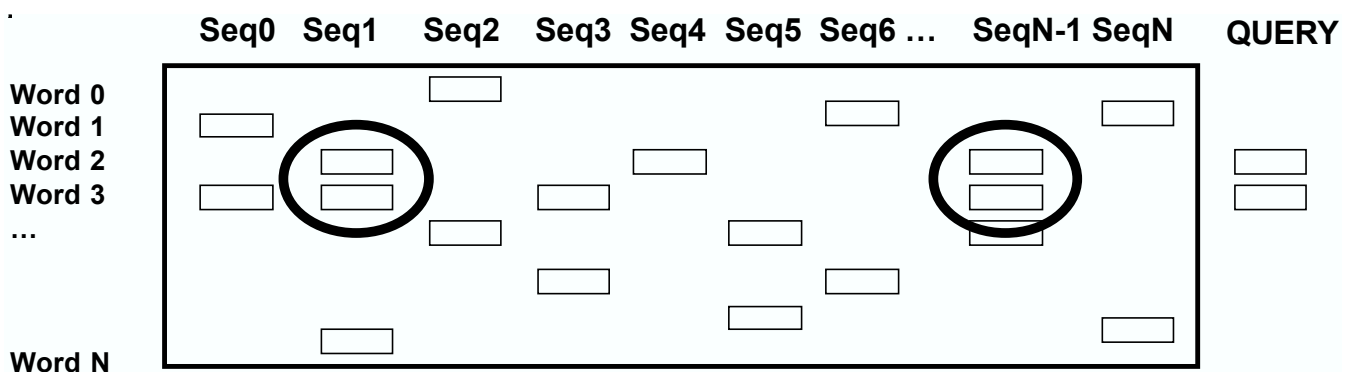 .
Seq0 Seq1 Seq2 Seq3 Seq4 Seq5 Seq6 … SeqN-1 SeqN QUERY
Word 0
Word 1
Word 2
Word 3
…
Word N